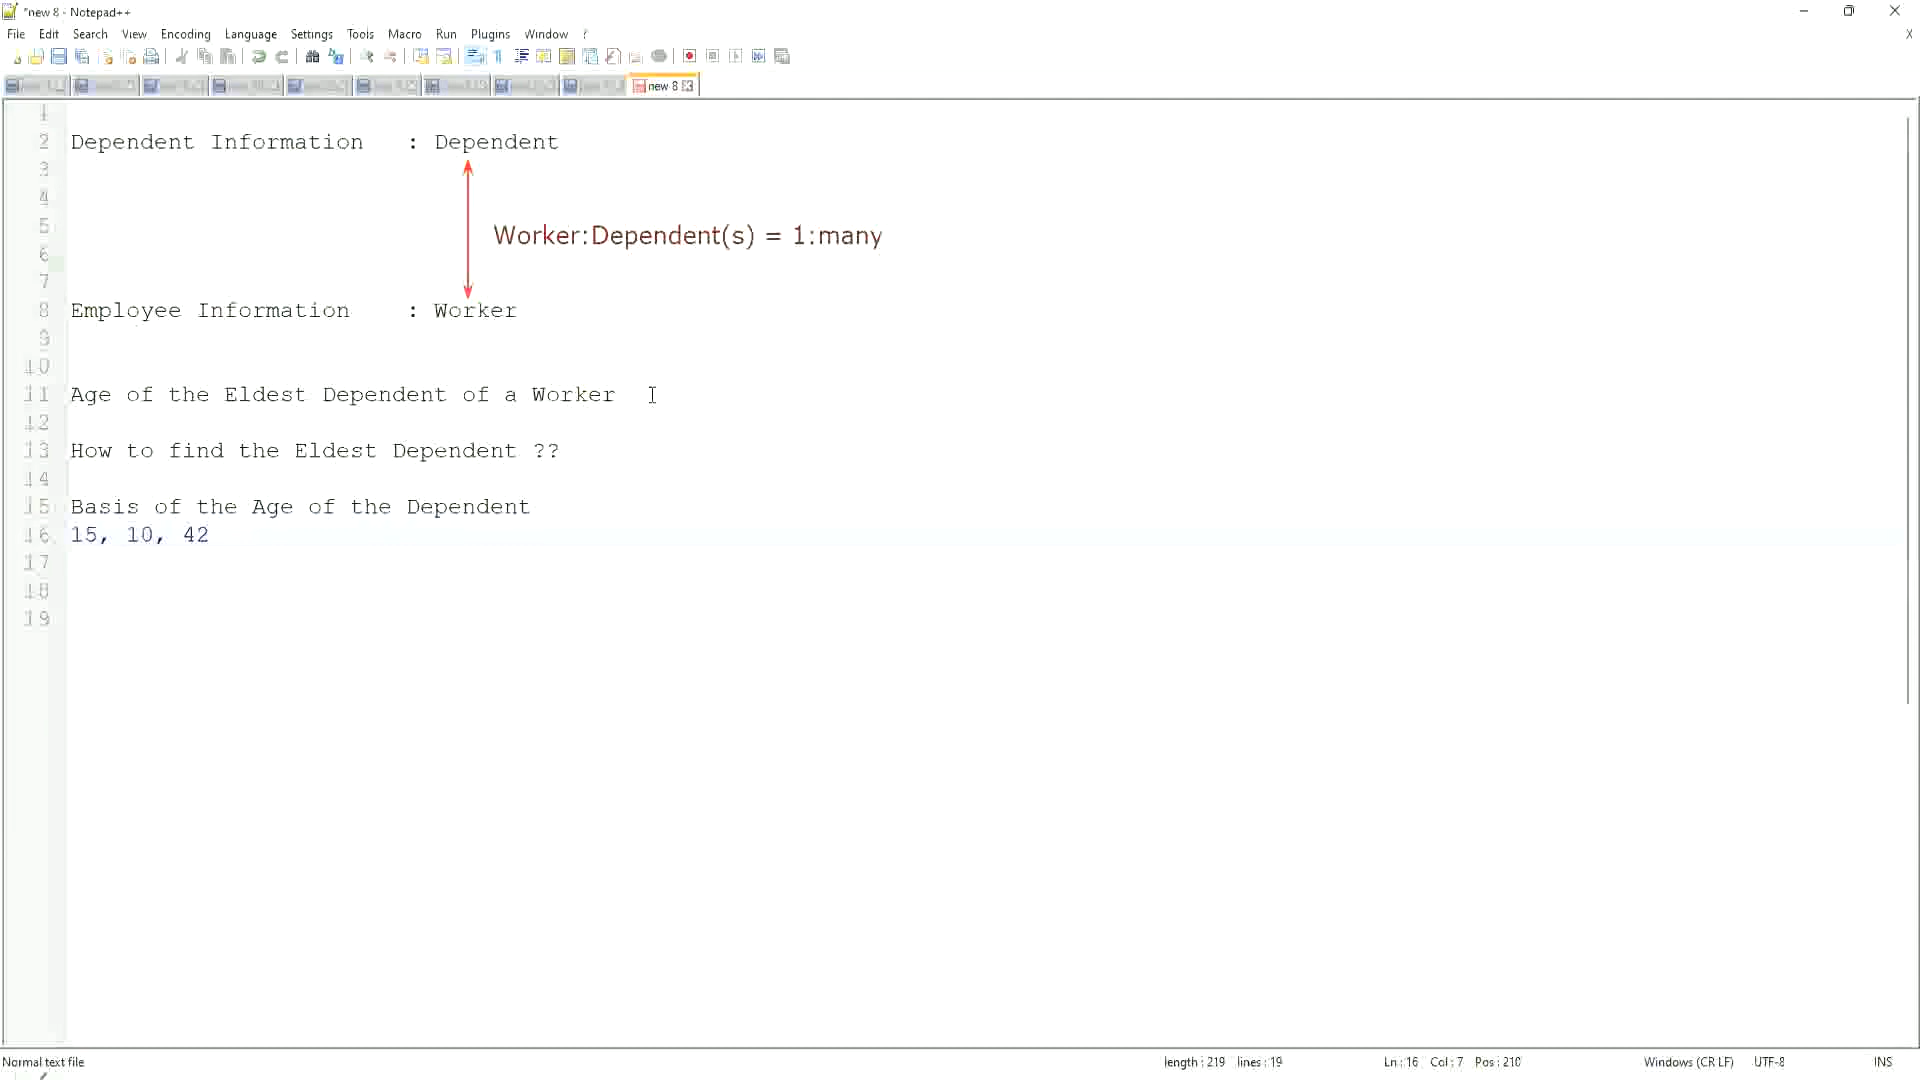 *new 8 - Notepad++
File Edit Search View Encoding Language Settings Tools Macro Run Plugins Window ? X
new 8
1
2 Dependent Information : Dependent
3
4
5 Worker:Dependent(s) = 1:many
6
7
8 Employee Information : Worker
9
10
11 Age of the Eldest Dependent of a Worker
12
13 How to find the Eldest Dependent ??
14
15 Basis of the Age of the Dependent
16 15, 10, 42
17
18
19
Normal text file length : 219 lines : 19 Ln : 16 Col : 7 Pos : 210 Windows (CR LF) UTF-8 INS